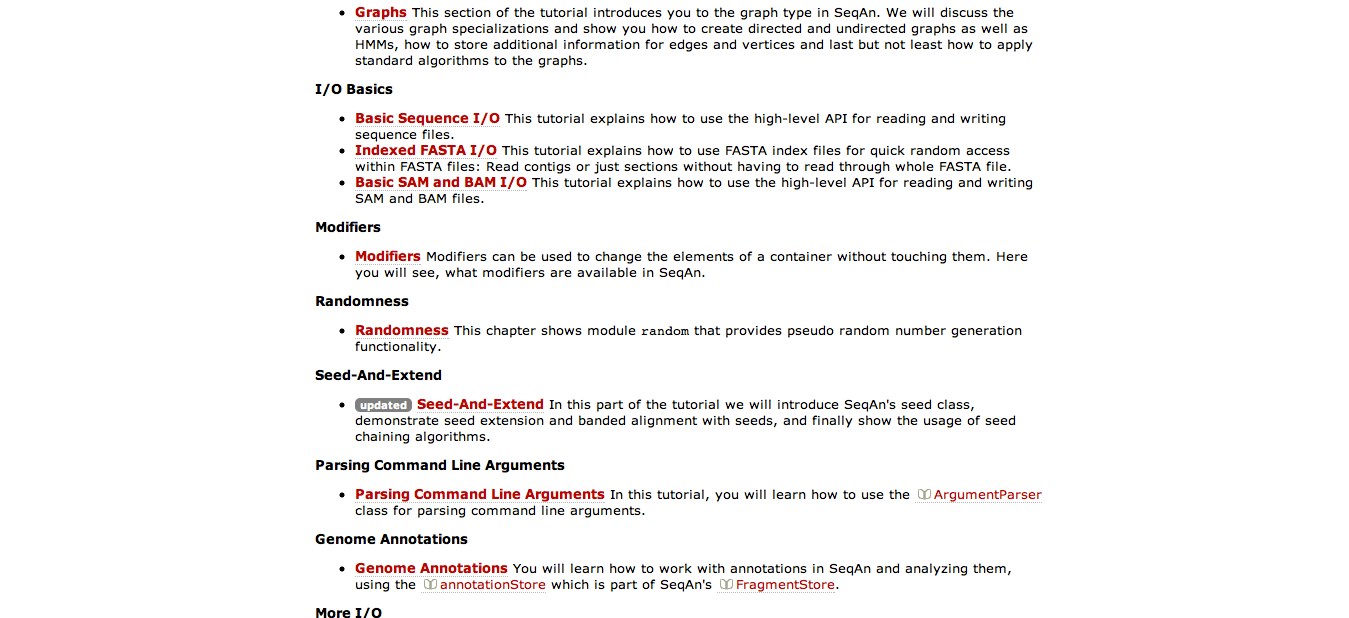 Graphs This section of the tutorial introduces you to the graph type in SeqAn. We will discuss the
various graph specializations and show you how to create directed and undirected graphs as well as
HMMs, how to store additional information for edges and vertices and last but not least how to apply
standard algorithms to the graphs.
I/O Basics
Basic Sequence I/O This tutorial explains how to use the high-level API for reading and writing
sequence files.
Indexed FASTA I/O This tutorial explains how to use FASTA index files for quick random access
within FASTA files: Read contigs or just sections without having to read through whole FASTA file.
Basic SAM and BAM I/O This tutorial explains how to use the high-level API for reading and writing
SAM and BAM files.
Modifiers
Modifiers Modifiers can be used to change the elements of a container without touching them. Here
you will see, what modifiers are available in SeqAn.
Randomness
Randomness This chapter shows module random that provides pseudo random number generation
functionality.
Seed-And-Extend
updated Seed-And-Extend In this part of the tutorial we will introduce SeqAn's seed class,
demonstrate seed extension and banded alignment with seeds, and finally show the usage of seed
chaining algorithms.
Parsing Command Line Arguments
Parsing Command Line Arguments In this tutorial, you will learn how to use the ArgumentParser
class for parsing command line arguments.
Genome Annotations
Genome Annotations You will learn how to work with annotations in SeqAn and analyzing them,
using the annotationStore which is part of SeqAn's FragmentStore.
More I/O